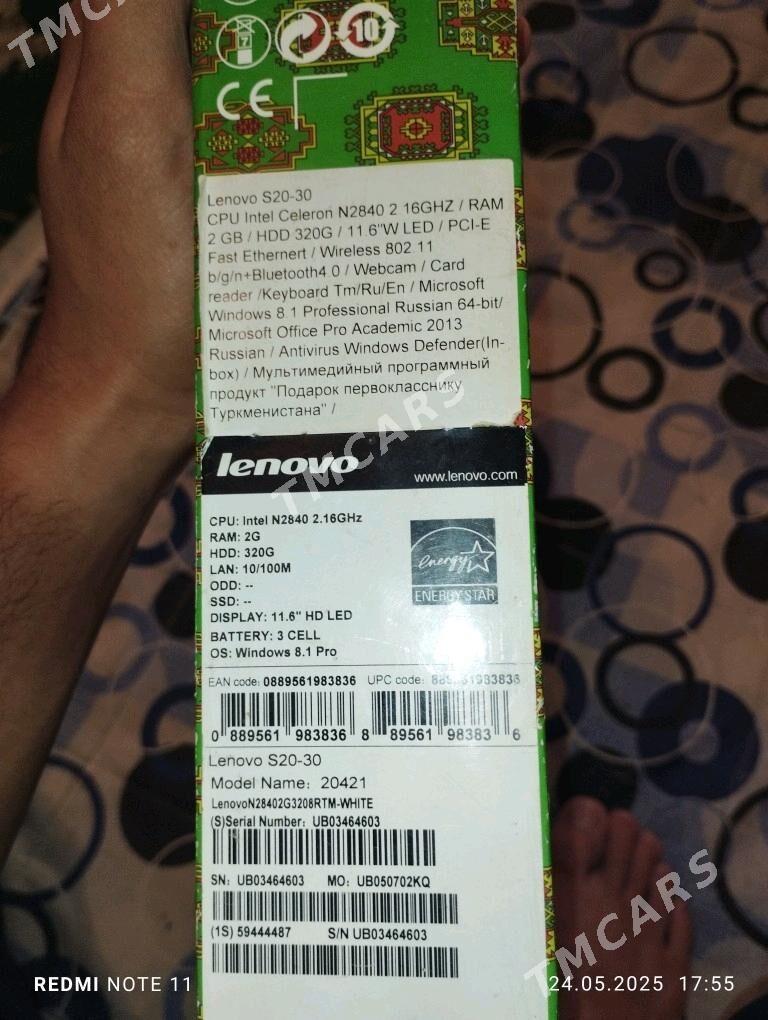 TMCARS
7
10
CE
Lenovo S20-30
CPU Intel Celeron N2840 2 16GHZ / RAM
2 GB / HDD 320G / 11.6"W LED / PCI-E
Fast Ethernert / Wireless 802.11
b/g/n+Bluetooth4.0 / Webcam / Card
reader /Keyboard Tm/Ru/En / Microsoft
Windows 8.1 Professional Russian 64-bit/
Microsoft Office Pro Academic 2013
Russian / Antivirus Windows Defender(In-
box) / Мультимедийный программный
продукт "Подарок первокласснику
Туркменистана" /
TMCARS
lenovo
www.lenovo.com
CPU: Intel N2840 2.16GHz
RAM: 2G
HDD: 320G
LAN: 10/100M
ODD: --
SSD: --
DISPLAY: 11.6" HD LED
BATTERY: 3 CELL
OS: Windows 8.1 Pro
energy
ENERGY STAR
EAN code: 0889561983836 UPC code: 889561983836
0 889561 983836 8 89561 98383 6
Lenovo S20-30
Model Name: 20421
LenovoN28402G3208RTM-WHITE
(S)Serial Number: UB03464603
SN: UB03464603 MO: UB050702KQ
(1S) 59444487 S/N UB03464603
TMCARS
REDMI NOTE 11
24.05.2025 17:55